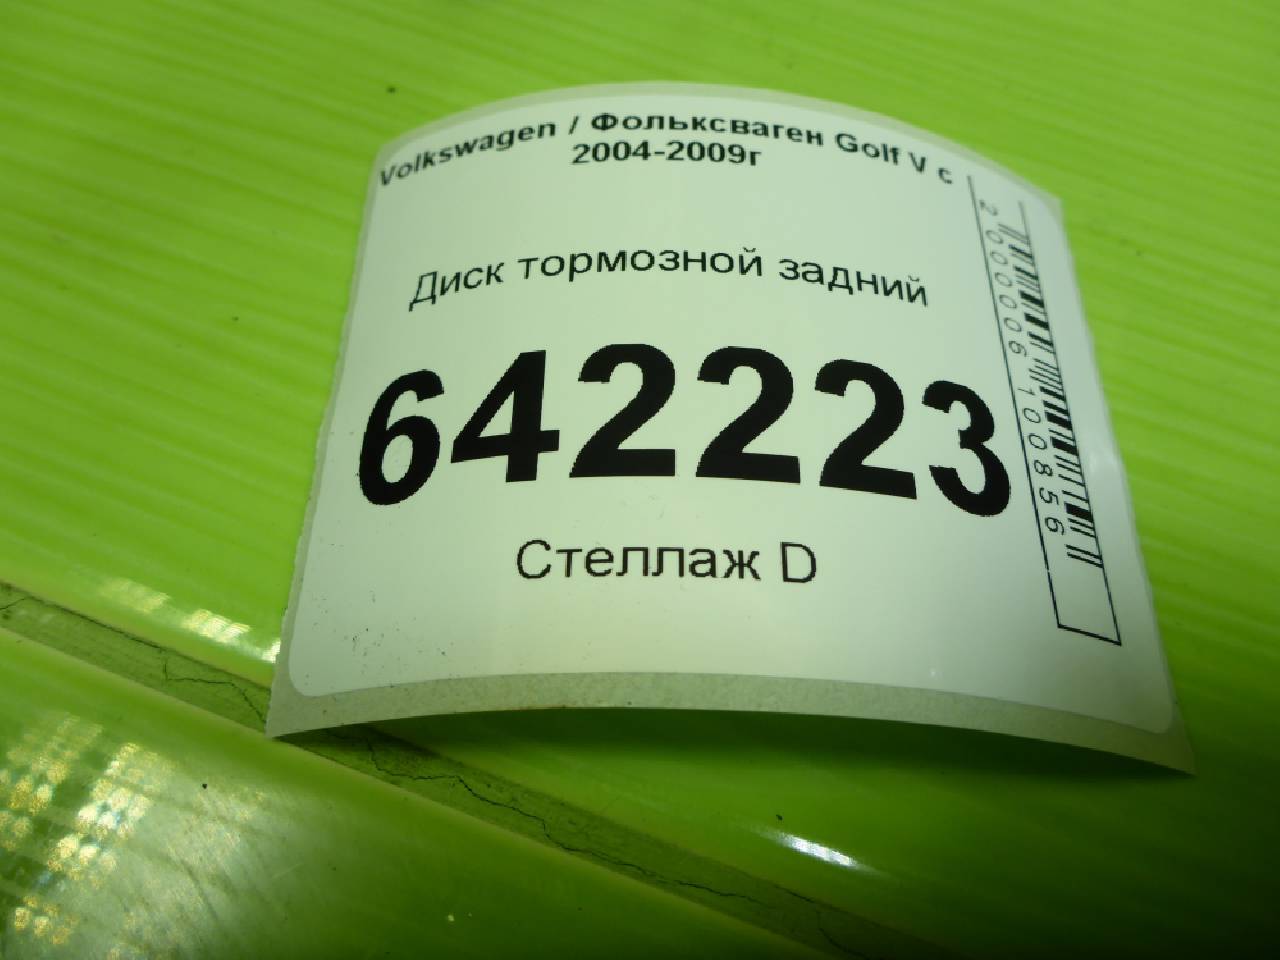 Volkswagen / Фольксваген Golf V с
2004-2009г
Диск тормозной задний
642223
Стеллаж D
2000006100856